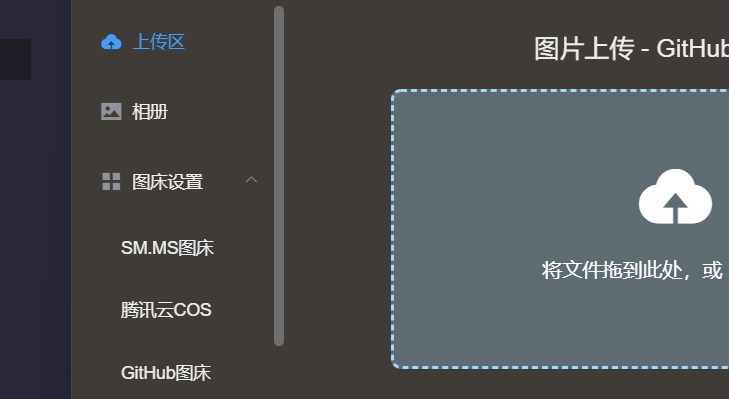 上传区
相册
图床设置
SM.MS图床
腾讯云COS
GitHub图床
图片上传 - GitHub
将文件拖到此处，或